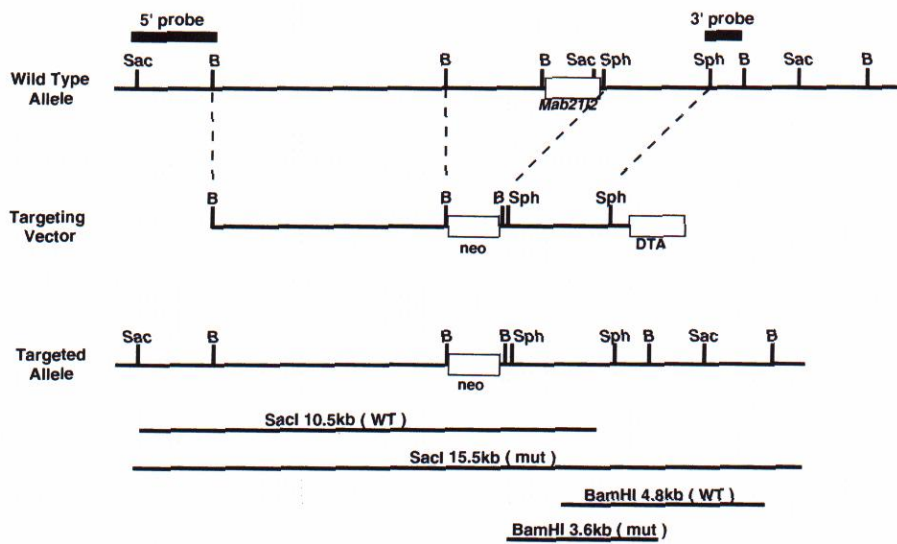 5' probe
3' probe
Sac B B B Sac Sph Sph B Sac B
Wild Type
Allele
Mab21l2
B B B Sph Sph
Targeting
Vector
neo
DTA
Sac B B B Sph Sph B Sac B
Targeted
Allele
neo
SacI 10.5kb ( WT )
SacI 15.5kb ( mut )
BamHI 4.8kb ( WT )
BamHI 3.6kb ( mut )